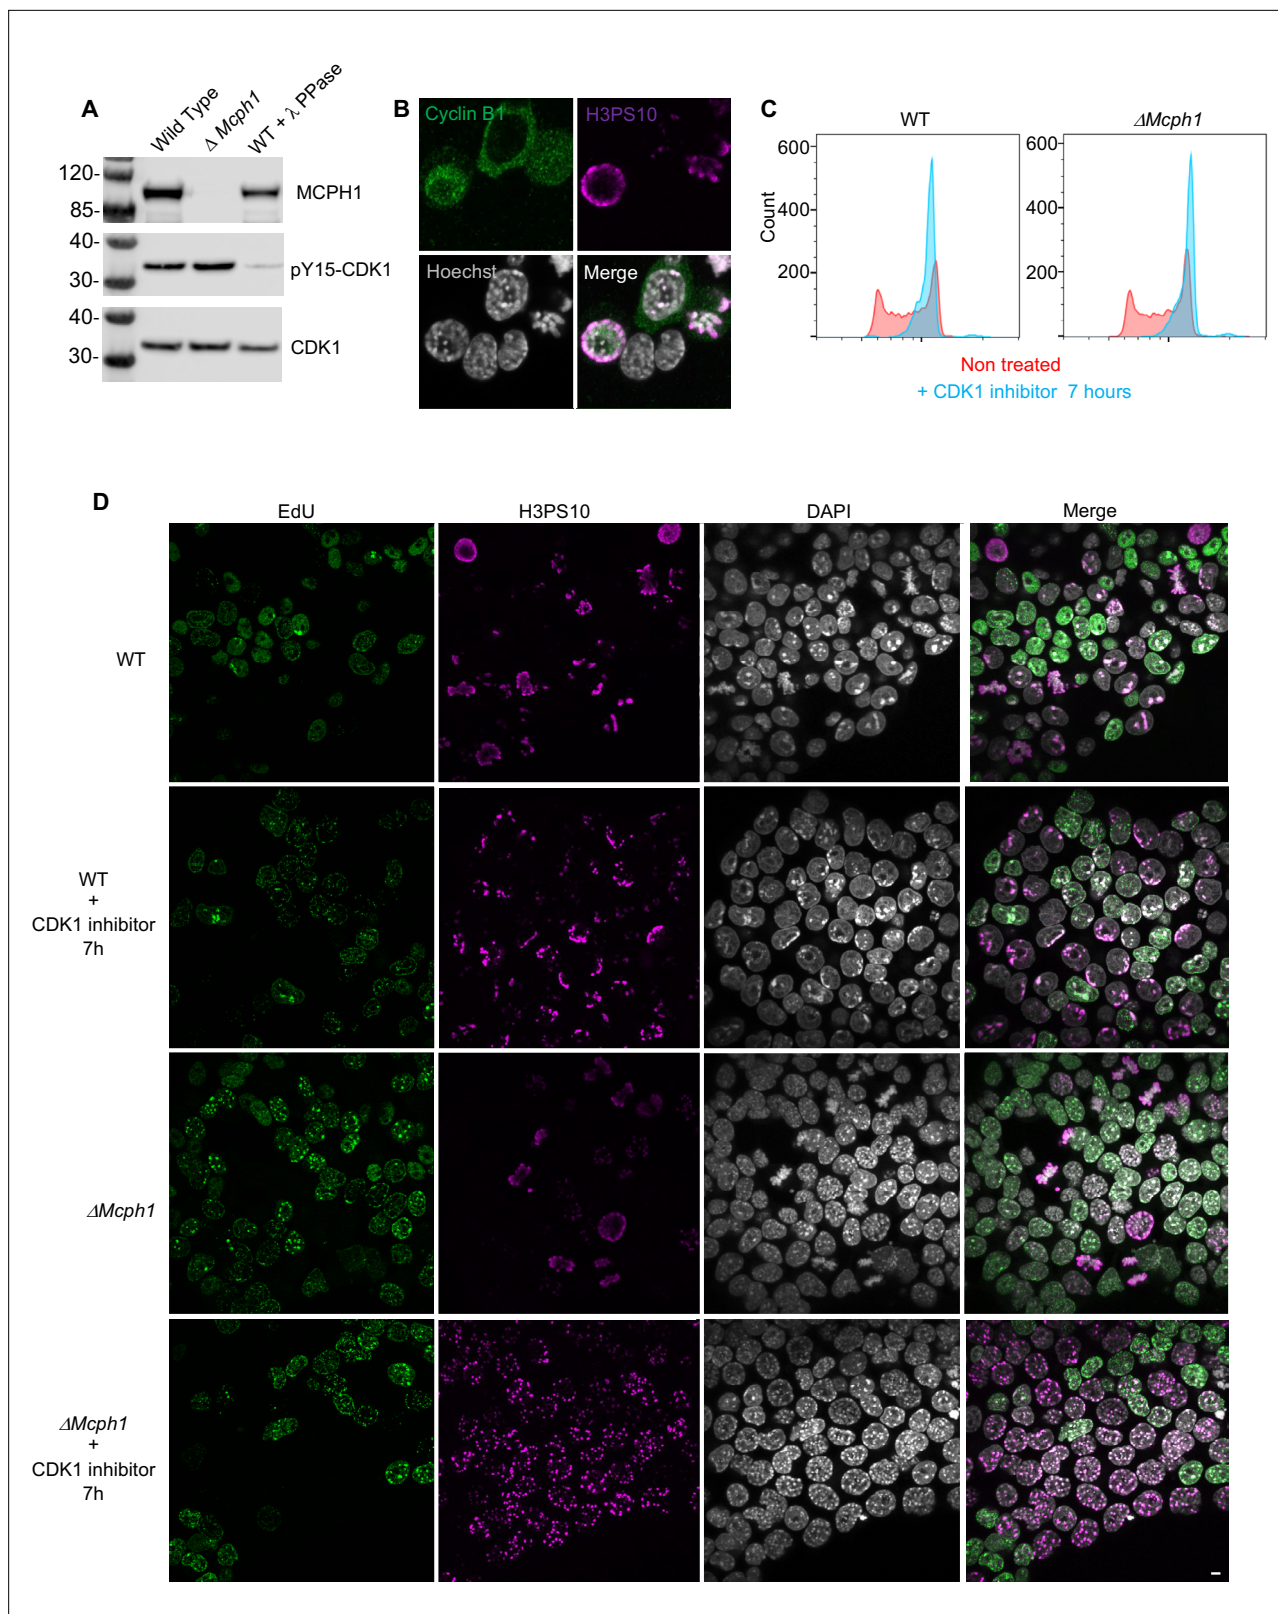 A
Wild Type
Δ Mcph1
WT + λ PPase
120-
85-
MCPH1
40-
30-
pY15-CDK1
40-
30-
CDK1
B
Cyclin B1
H3PS10
Hoechst
Merge
C
WT
ΔMcph1
Count
600
400
200
600
400
200
Non treated
+ CDK1 inhibitor 7 hours
D
EdU
H3PS10
DAPI
Merge
WT
WT
+
CDK1 inhibitor
7h
ΔMcph1
ΔMcph1
+
CDK1 inhibitor
7h